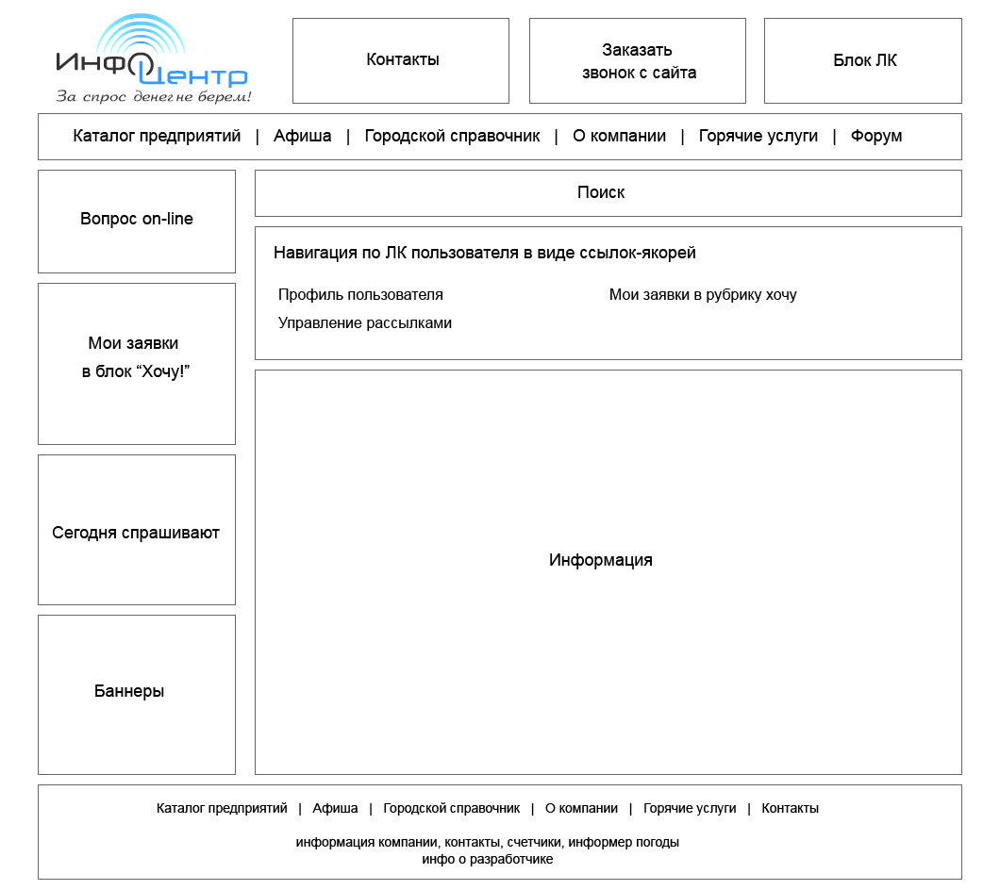 ИнфоЦентр
За спрос денег не берем!
Контакты
Заказать
звонок с сайта
Блок ЛК
Каталог предприятий | Афиша | Городской справочник | О компании | Горячие услуги | Форум
Вопрос on-line
Поиск
Навигация по ЛК пользователя в виде ссылок-якорей
Профиль пользователя
Мои заявки в рубрику хочу
Управление рассылками
Мои заявки
в блок “Хочу!”
Сегодня спрашивают
Баннеры
Информация
Каталог предприятий | Афиша | Городской справочник | О компании | Горячие услуги | Контакты
информация компании, контакты, счетчики, информер погоды
инфо о разработчике